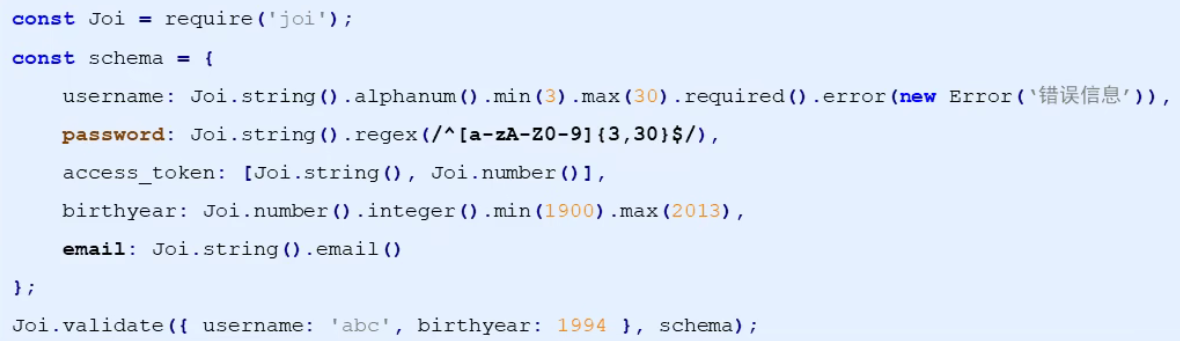 const Joi = require('joi');
const schema = {
    username: Joi.string().alphanum().min(3).max(30).required().error(new Error(‘错误信息’)),
    password: Joi.string().regex(/^[a-zA-Z0-9]{3,30}$/),
    access_token: [Joi.string(), Joi.number()],
    birthyear: Joi.number().integer().min(1900).max(2013),
    email: Joi.string().email()
};
Joi.validate({ username: 'abc', birthyear: 1994 }, schema);